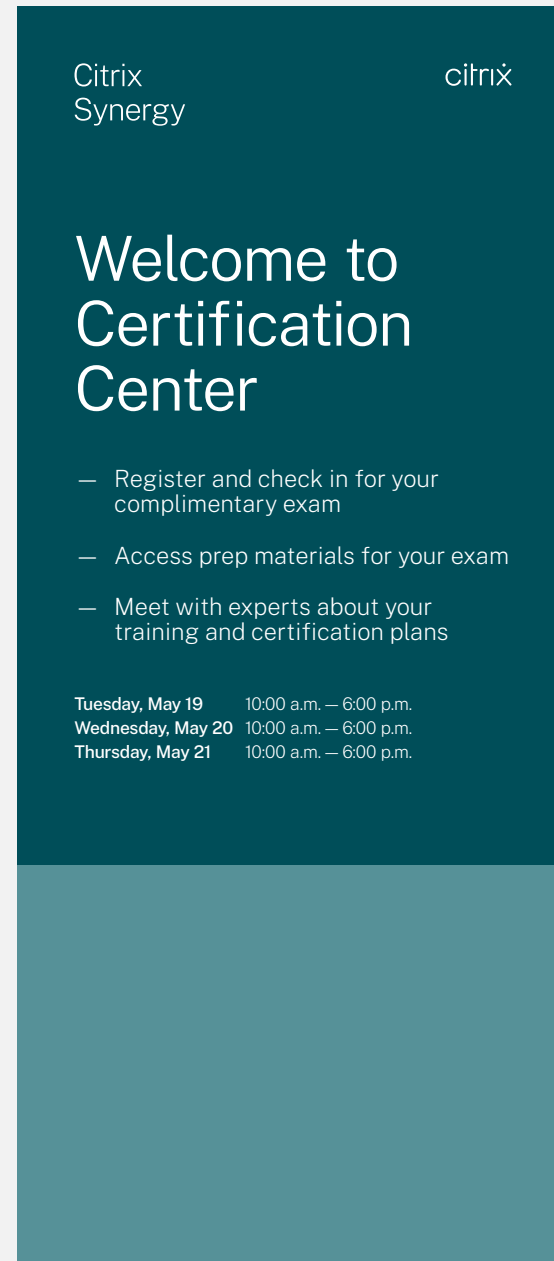 Citrix
Synergy
citrix
Welcome to
Certification
Center
— Register and check in for your
complimentary exam
— Access prep materials for your exam
— Meet with experts about your
training and certification plans
Tuesday, May 19 10:00 a.m. — 6:00 p.m.
Wednesday, May 20 10:00 a.m. — 6:00 p.m.
Thursday, May 21 10:00 a.m. — 6:00 p.m.